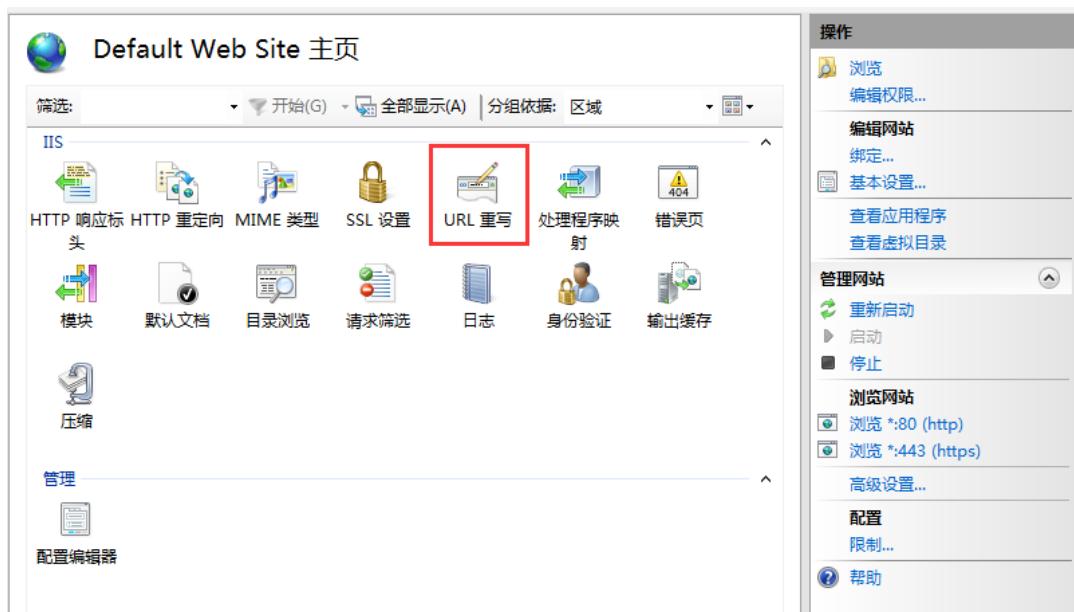 Default Web Site 主页
筛选:
开始(G)
全部显示(A)
分组依据:
区域
IIS
HTTP 响应标
头
HTTP 重定向
MIME 类型
SSL 设置
URL 重写
处理程序映
射
404
错误页
模块
默认文档
目录浏览
请求筛选
日志
身份验证
输出缓存
压缩
管理
配置编辑器
操作
浏览
编辑权限...
编辑网站
绑定...
基本设置...
查看应用程序
查看虚拟目录
管理网站
重新启动
启动
停止
浏览网站
浏览 *:80 (http)
浏览 *:443 (https)
高级设置...
配置
限制...
帮助